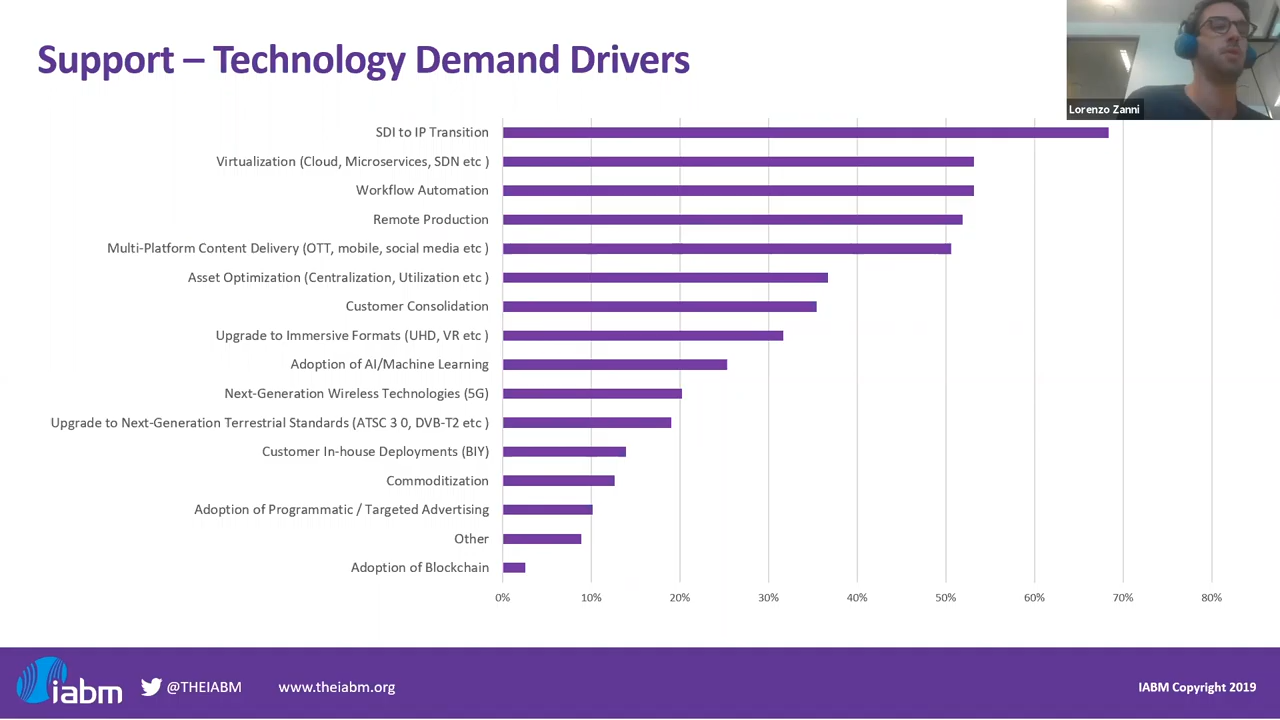 Support – Technology Demand Drivers
Lorenzo Zanni
SDI to IP Transition
Virtualization (Cloud, Microservices, SDN etc )
Workflow Automation
Remote Production
Multi-Platform Content Delivery (OTT, mobile, social media etc )
Asset Optimization (Centralization, Utilization etc )
Customer Consolidation
Upgrade to Immersive Formats (UHD, VR etc )
Adoption of AI/Machine Learning
Next-Generation Wireless Technologies (5G)
Upgrade to Next-Generation Terrestrial Standards (ATSC 3 0, DVB-T2 etc )
Customer In-house Deployments (BIY)
Commoditization
Adoption of Programmatic / Targeted Advertising
Other
Adoption of Blockchain
0% 10% 20% 30% 40% 50% 60% 70% 80%
iabm @THEIABM www.theiabm.org IABM Copyright 2019